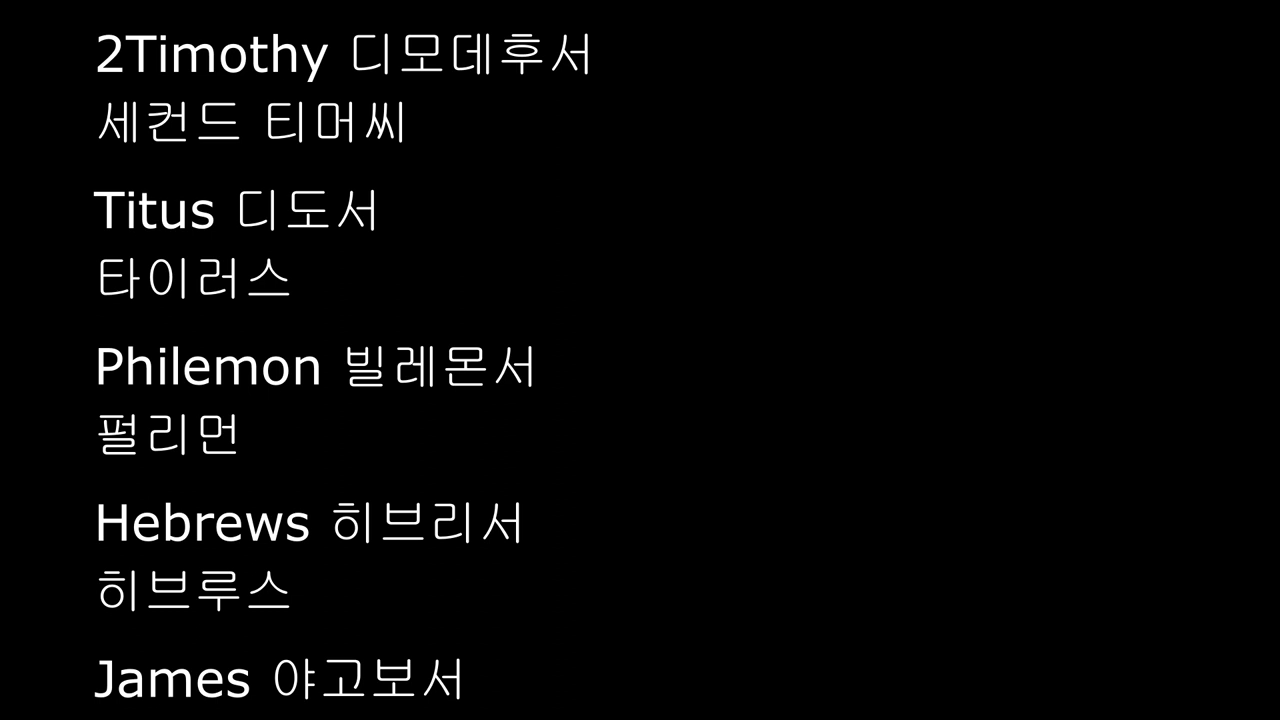 2Timothy 디모데후서
세컨드 티머씨
Titus 디도서
타이러스
Philemon 빌레몬서
펄리먼
Hebrews 히브리서
히브루스
James 야고보서